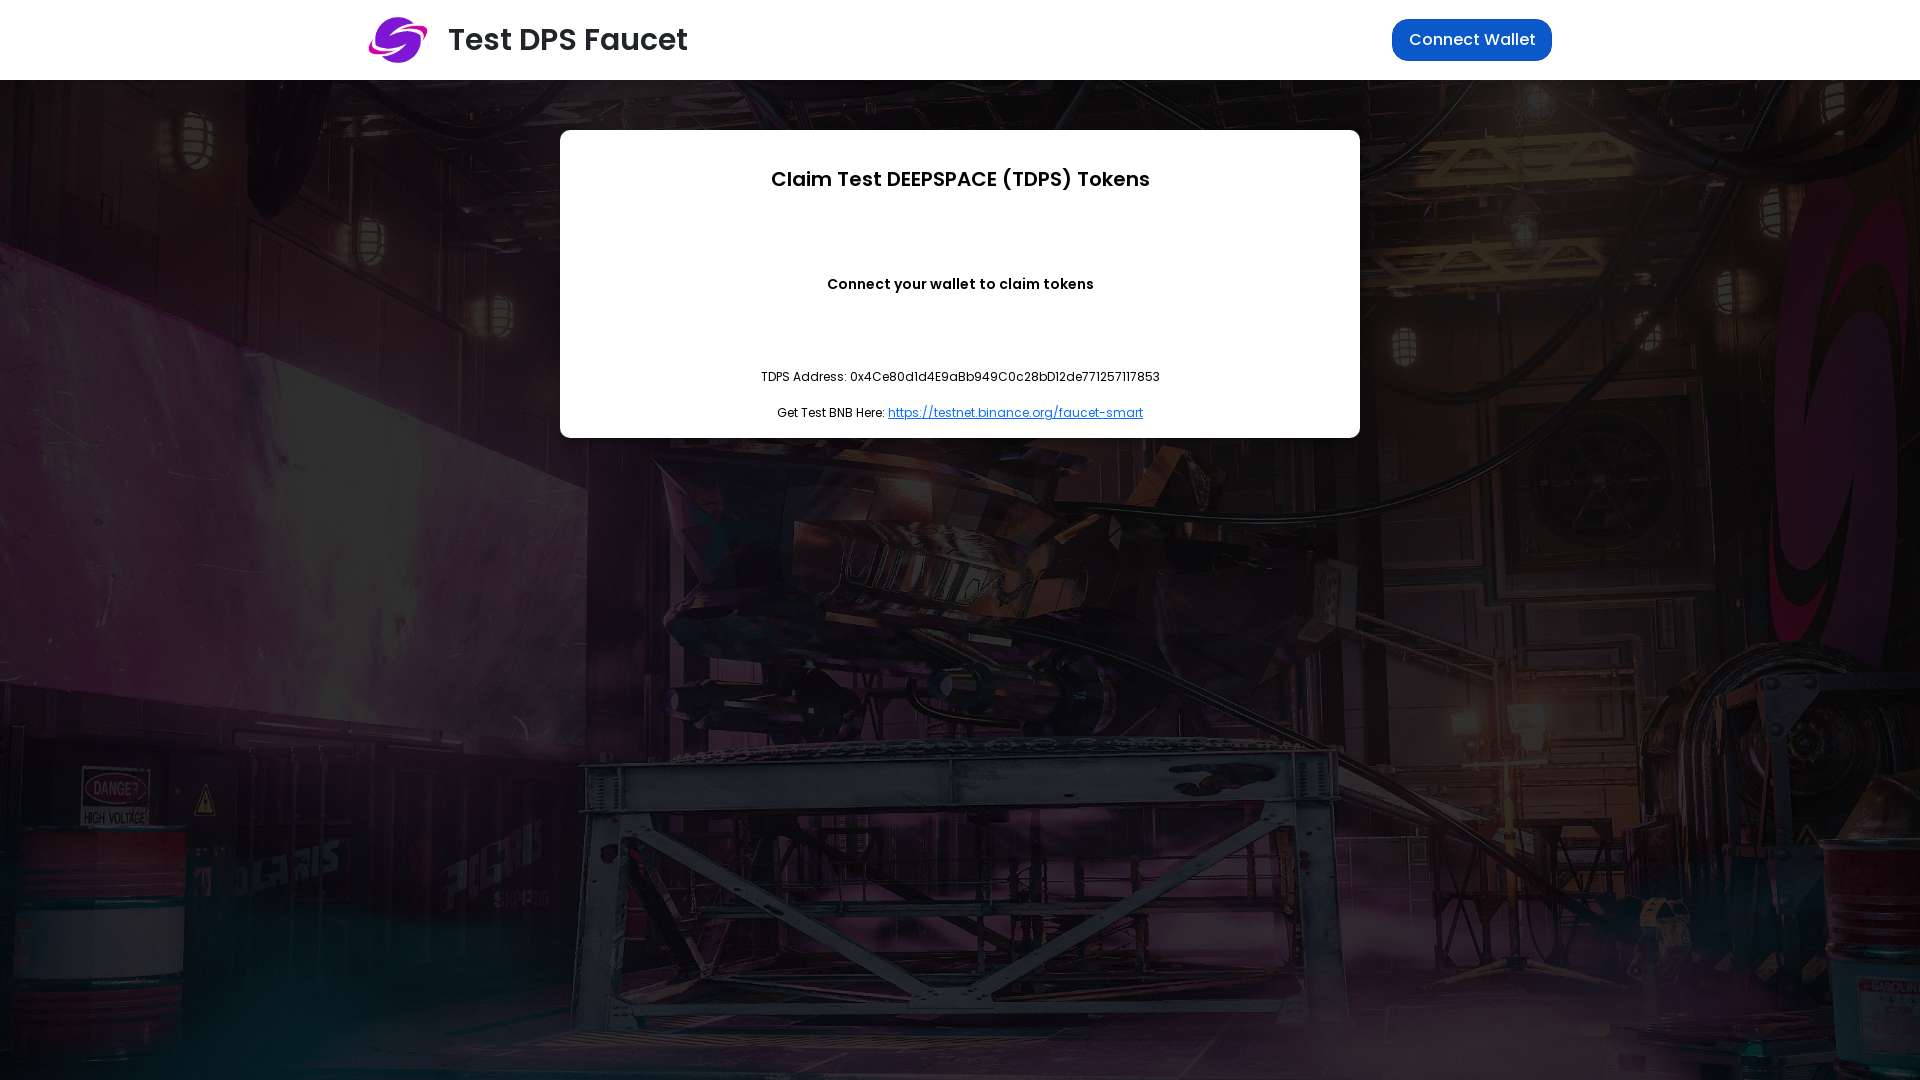 Test DPS Faucet
Connect Wallet
Claim Test DEEPSPACE (TDPS) Tokens
Connect your wallet to claim tokens
TDPS Address: 0x4Ce80d1d4E9aBb949C0c28bD12de771257117853
Get Test BNB Here: https://testnet.binance.org/faucet-smart
DANGER
HIGH VOLTAGE
POLARIS
SHIPPING
GASOLINE